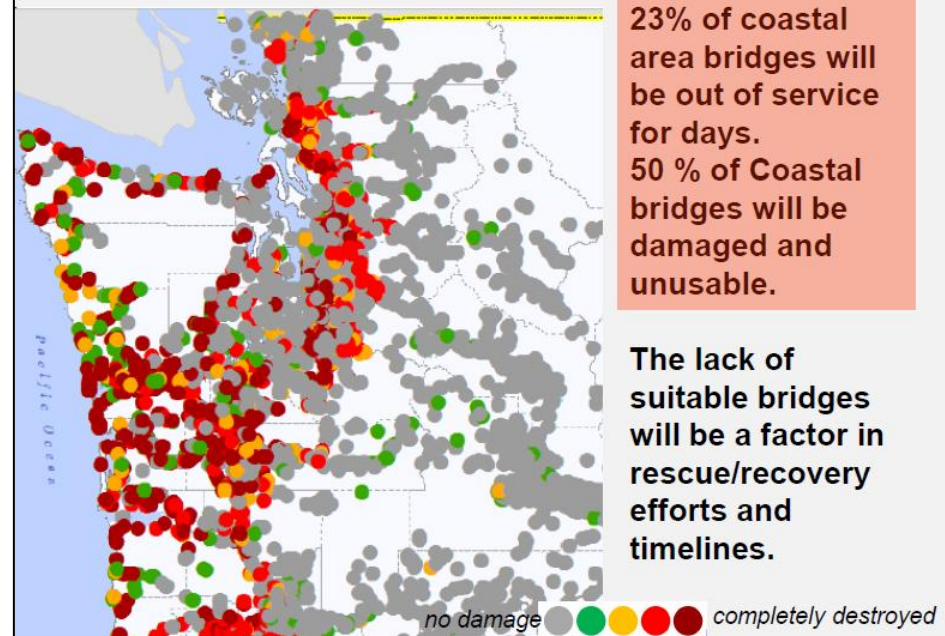 23% of coastal
area bridges will
be out of service
for days.
50 % of Coastal
bridges will be
damaged and
unusable.
The lack of
suitable bridges
will be a factor in
rescue/recovery
efforts and
timelines.
Pacific Ocean
no damage
completely destroyed